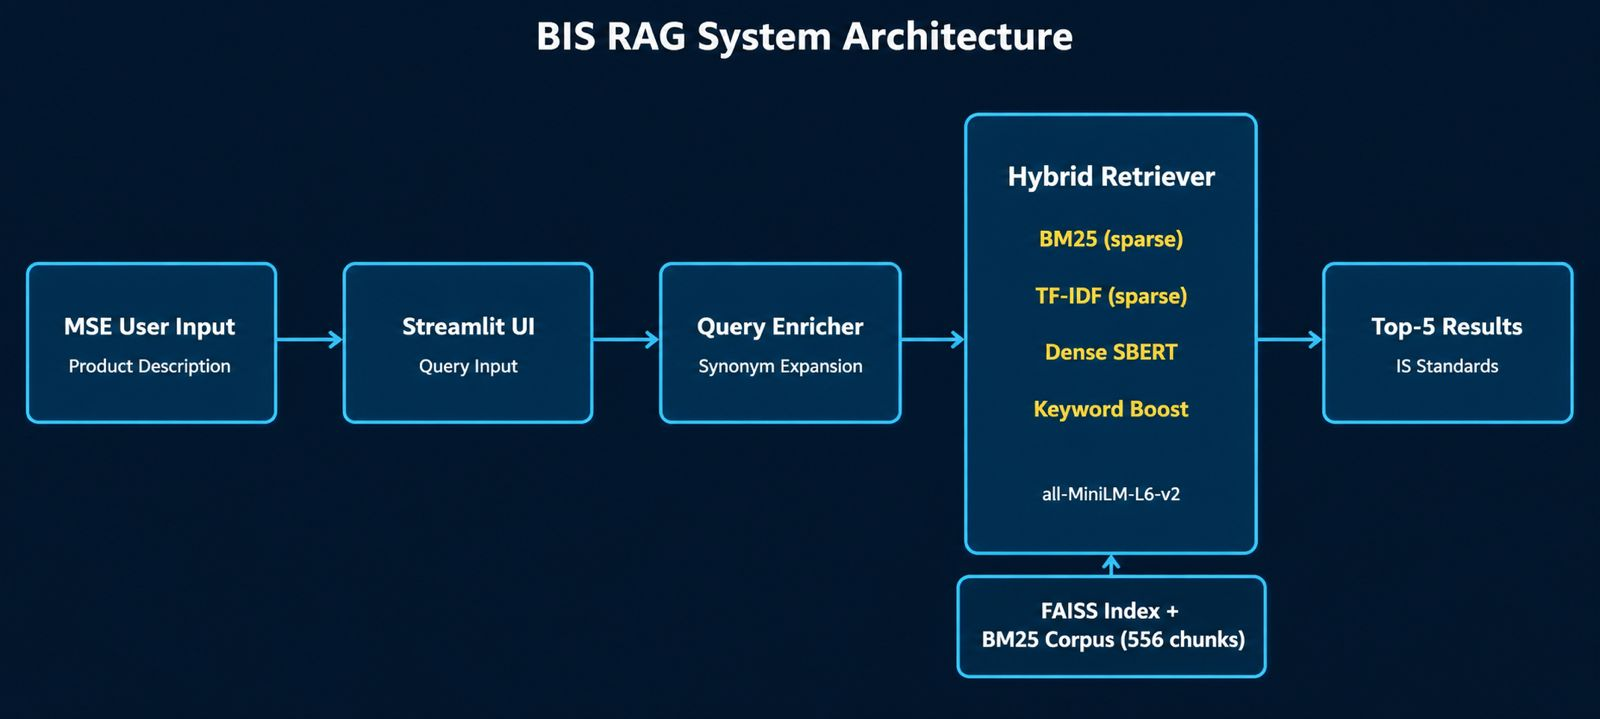 BIS RAG System Architecture
MSE User Input
Product Description
Streamlit UI
Query Input
Query Enricher
Synonym Expansion
Hybrid Retriever
BM25 (sparse)
TF-IDF (sparse)
Dense SBERT
Keyword Boost
all-MiniLM-L6-v2
FAISS Index +
BM25 Corpus (556 chunks)
Top-5 Results
IS Standards